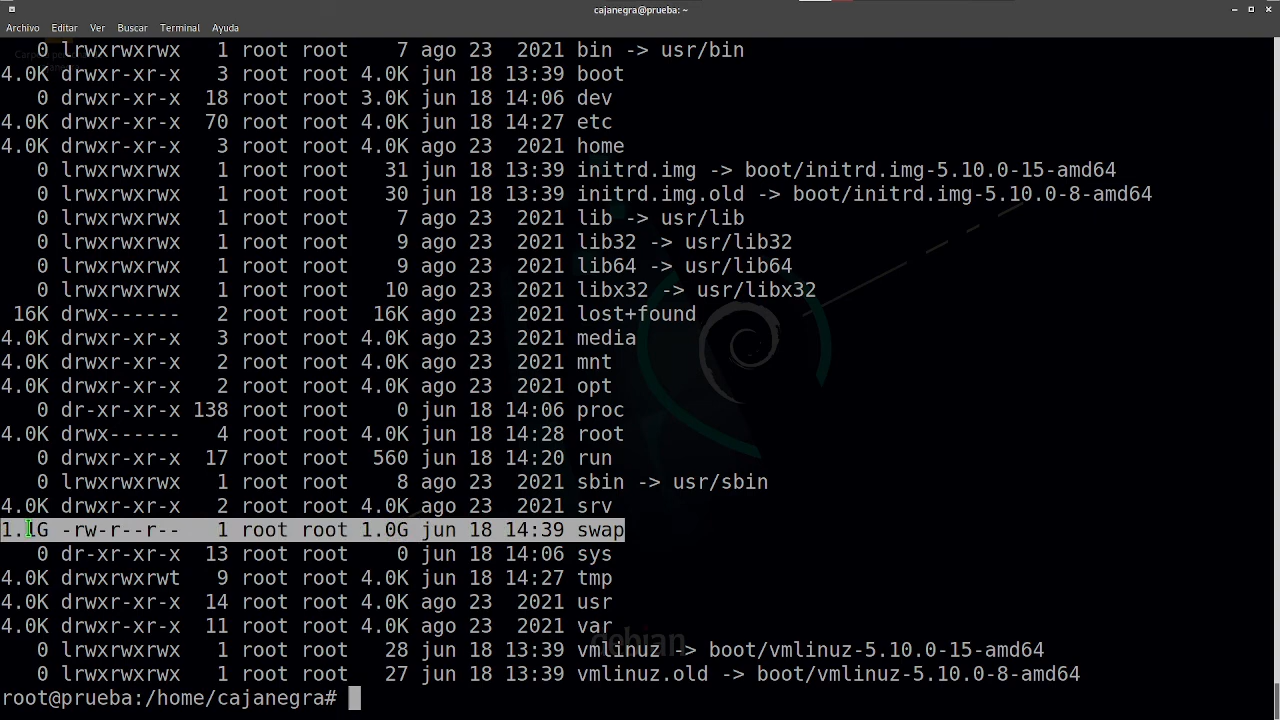 cajanegra@prueba: ~
Archivo Editar Ver Buscar Terminal Ayuda
0 lrwxrwxrwx 1 root root 7 ago 23 2021 bin -> usr/bin
4.0K drwxr-xr-x 3 root root 4.0K jun 18 13:39 boot
0 drwxr-xr-x 18 root root 3.0K jun 18 14:06 dev
4.0K drwxr-xr-x 70 root root 4.0K jun 18 14:27 etc
4.0K drwxr-xr-x 3 root root 4.0K ago 23 2021 home
0 lrwxrwxrwx 1 root root 31 jun 18 13:39 initrd.img -> boot/initrd.img-5.10.0-15-amd64
0 lrwxrwxrwx 1 root root 30 jun 18 13:39 initrd.img.old -> boot/initrd.img-5.10.0-8-amd64
0 lrwxrwxrwx 1 root root 7 ago 23 2021 lib -> usr/lib
0 lrwxrwxrwx 1 root root 9 ago 23 2021 lib32 -> usr/lib32
0 lrwxrwxrwx 1 root root 9 ago 23 2021 lib64 -> usr/lib64
0 lrwxrwxrwx 1 root root 10 ago 23 2021 libx32 -> usr/libx32
16K drwx------ 2 root root 16K ago 23 2021 lost+found
4.0K drwxr-xr-x 3 root root 4.0K ago 23 2021 media
4.0K drwxr-xr-x 2 root root 4.0K ago 23 2021 mnt
4.0K drwxr-xr-x 2 root root 4.0K ago 23 2021 opt
0 dr-xr-xr-x 138 root root 0 jun 18 14:06 proc
4.0K drwx------ 4 root root 4.0K jun 18 14:28 root
0 drwxr-xr-x 17 root root 560 jun 18 14:20 run
0 lrwxrwxrwx 1 root root 8 ago 23 2021 sbin -> usr/sbin
4.0K drwxr-xr-x 2 root root 4.0K ago 23 2021 srv
1.1G -rw-r--r-- 1 root root 1.0G jun 18 14:39 swap
0 dr-xr-xr-x 13 root root 0 jun 18 14:06 sys
4.0K drwxrwxrwt 9 root root 4.0K jun 18 14:27 tmp
4.0K drwxr-xr-x 14 root root 4.0K ago 23 2021 usr
4.0K drwxr-xr-x 11 root root 4.0K ago 23 2021 var
debian
0 lrwxrwxrwx 1 root root 28 jun 18 13:39 vmlinuz -> boot/vmlinuz-5.10.0-15-amd64
0 lrwxrwxrwx 1 root root 27 jun 18 13:39 vmlinuz.old -> boot/vmlinuz-5.10.0-8-amd64
root@prueba:/home/cajanegra#